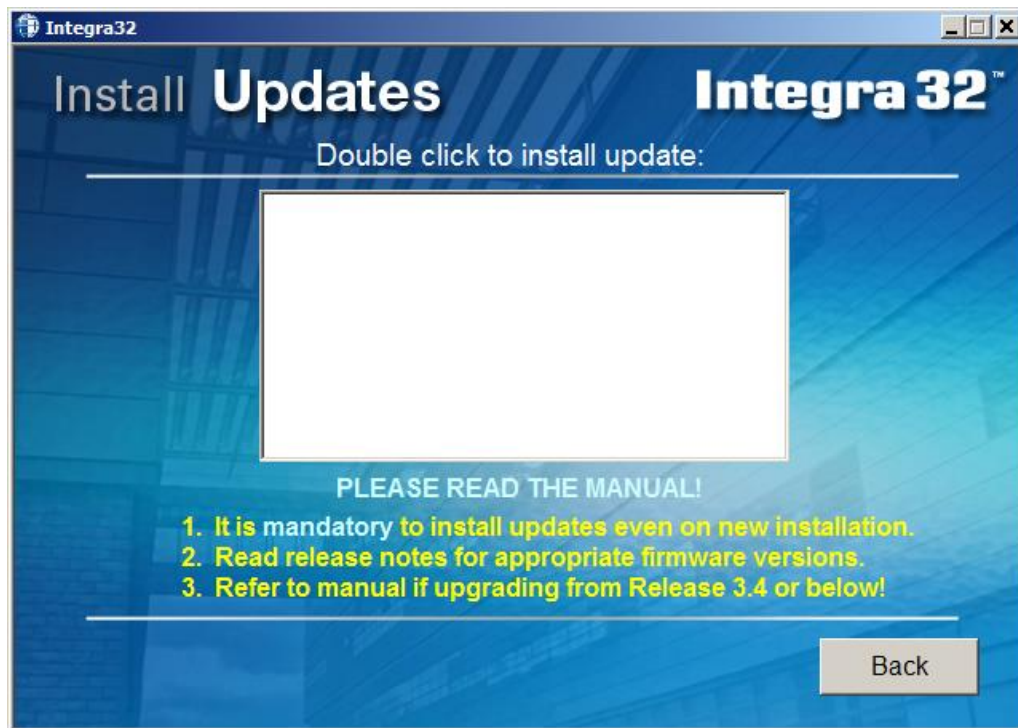 Integra32
Install Updates
Integra 32™
Double click to install update:
PLEASE READ THE MANUAL!
1. It is mandatory to install updates even on new installation.
2. Read release notes for appropriate firmware versions.
3. Refer to manual if upgrading from Release 3.4 or below!
Back